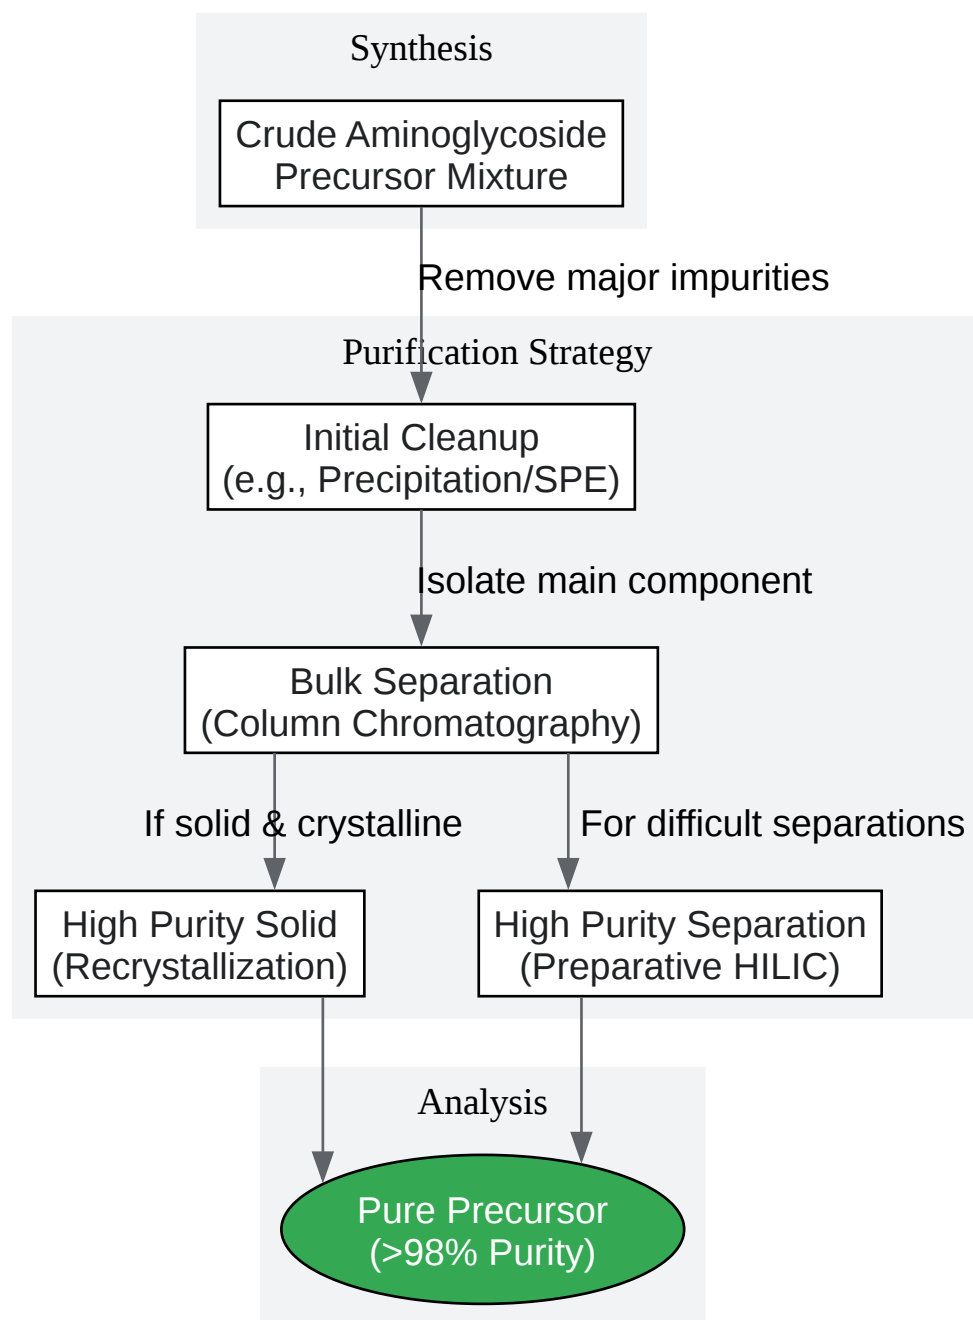 Synthesis
Crude Aminoglycoside
Precursor Mixture
Remove major impurities
Purification Strategy
Initial Cleanup
(e.g., Precipitation/SPE)
Isolate main component
Bulk Separation
(Column Chromatography)
If solid & crystalline
For difficult separations
High Purity Solid
(Recrystallization)
High Purity Separation
(Preparative HILIC)
Analysis
Pure Precursor
(>98% Purity)